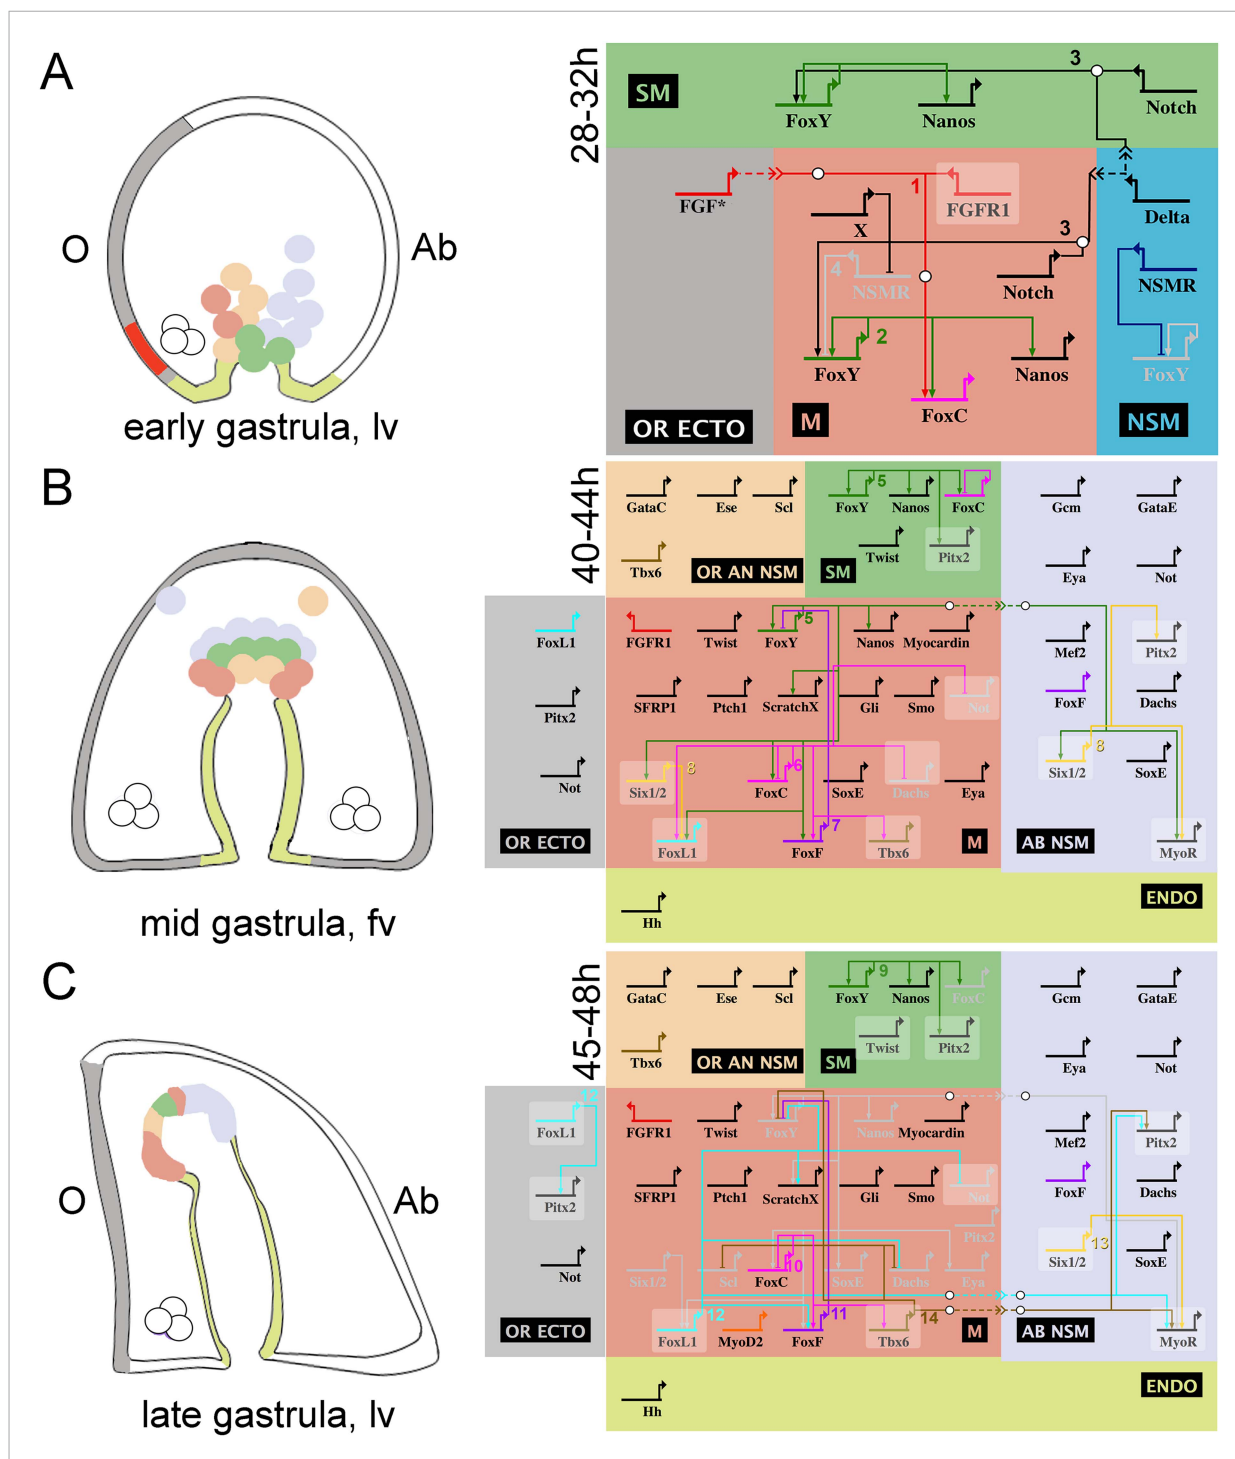 A
28-32h
SM
FoxY
Nanos
3
Notch
O
Ab
early gastrula, lv
FGF*
1
FGFR1
X
Delta
3
4
NSMR
Notch
NSMR
2
FoxY
Nanos
FoxY
FoxC
OR ECTO
M
NSM
B
40-44h
GataC
Ese
Scl
FoxY
5
Nanos
FoxC
Gcm
GataE
Twist
Pitx2
Tbx6
OR AN NSM
SM
Eya
Not
FoxL1
FGFR1
Twist
FoxY
5
Nanos
Myocardin
Mef2
Pitx2
Pitx2
SFRP1
Ptch1
ScratchX
Gli
Smo
Not
FoxF
Dachs
Not
Six1/2
8
FoxC
6
SoxE
Dachs
Eya
Six1/2
8
SoxE
OR ECTO
FoxL1
FoxF
7
Tbx6
M
AB NSM
MyoR
ENDO
Hh
mid gastrula, fv
C
45-48h
GataC
Ese
Scl
FoxY
9
Nanos
FoxC
Gcm
GataE
Twist
Pitx2
Tbx6
OR AN NSM
SM
Eya
Not
12
FoxL1
FGFR1
Twist
FoxY
Nanos
Myocardin
Mef2
Pitx2
Pitx2
SFRP1
Ptch1
ScratchX
Gli
Smo
Not
FoxF
Dachs
Pitx2
Not
Six1/2
Scl
FoxC
10
SoxE
Dachs
Eya
Six1/2
13
SoxE
OR ECTO
FoxL1
12
MyoD2
FoxF
11
Tbx6
14
M
AB NSM
MyoR
ENDO
Hh
O
Ab
late gastrula, lv